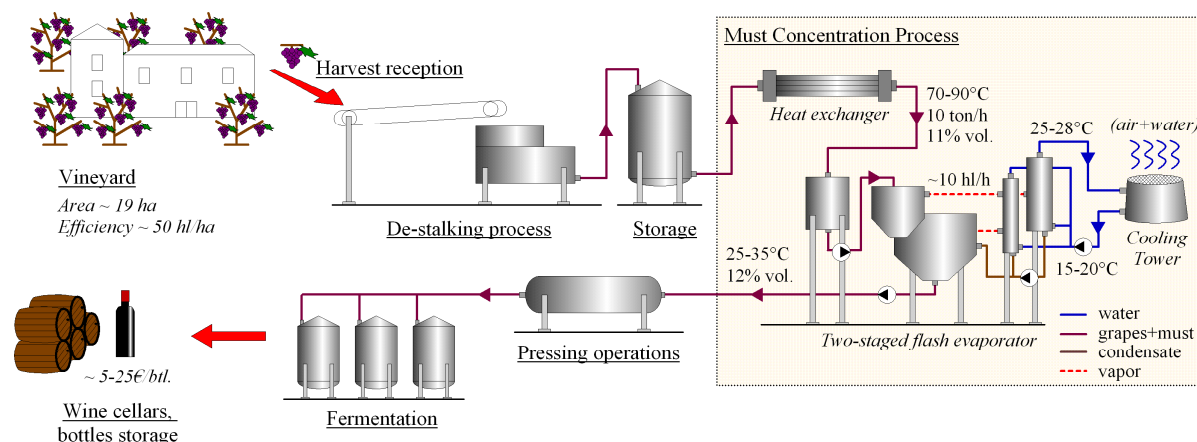 Must Concentration Process
Harvest reception
Heat exchanger
70-90°C
10 ton/h
11% vol.
25-28°C
(air+water)
Vineyard
Area ~ 19 ha
Efficiency ~ 50 hl/ha
De-stalking process
Storage
~10 hl/h
Cooling
Tower
15-20°C
25-35°C
12% vol.
Two-staged flash evaporator
water
grapes+must
condensate
vapor
Pressing operations
Fermentation
~ 5-25€/btl.
Wine cellars,
bottles storage